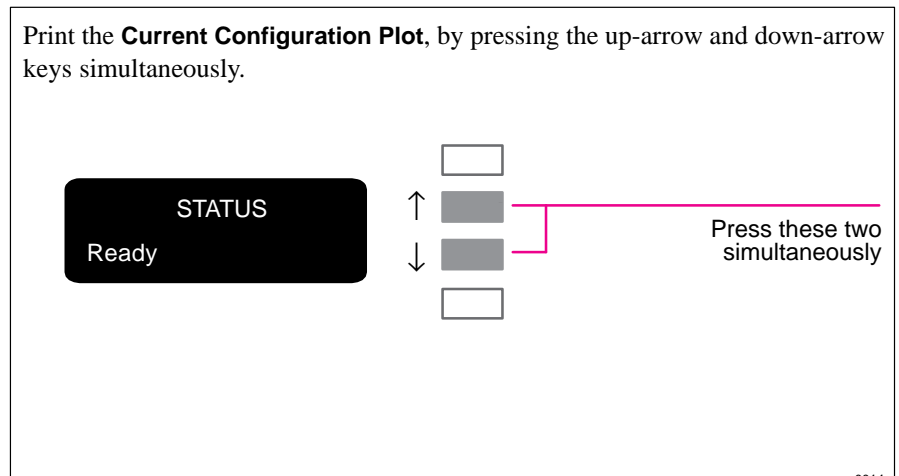 Print the Current Configuration Plot, by pressing the up-arrow and down-arrow
keys simultaneously.
STATUS
Ready
↑
↓
Press these two
simultaneously